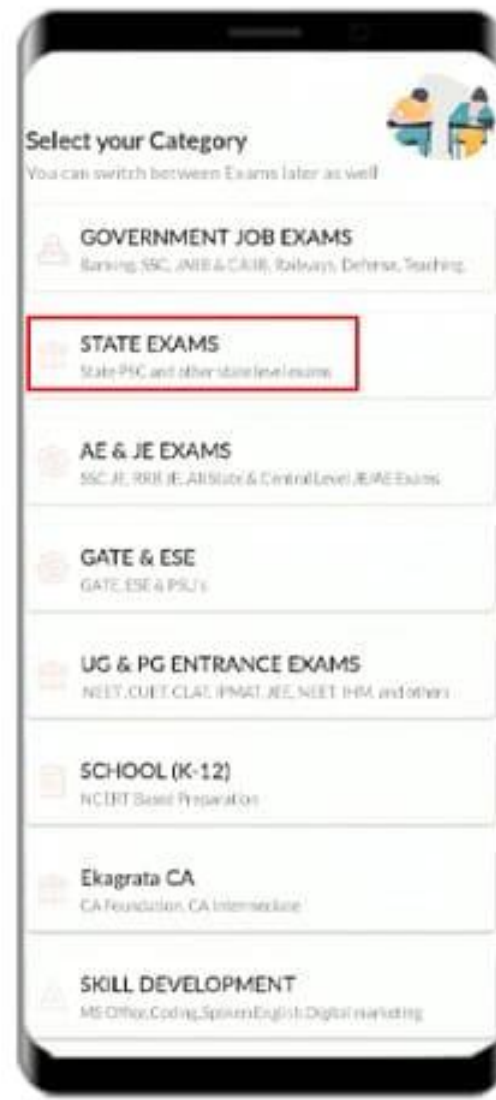 Select your Category
You can switch between Exams later as well
GOVERNMENT JOB EXAMS
Banking, SSC, JAIIB & CAIIB, Railways, Defense, Teaching,
STATE EXAMS
State PSC and other state level exams
AE & JE EXAMS
SSC JE, RRB JE, All State & Central Level JE/AE Exams
GATE & ESE
GATE, ESE & PSU's
UG & PG ENTRANCE EXAMS
NEET, CUET, CLAT, IPMAT, JEE, NEET, IHM, and others
SCHOOL (K-12)
NCERT Based Preparation
Ekagrata CA
CA Foundation, CA Intermediate
SKILL DEVELOPMENT
MS Office, Coding, Spoken English, Digital marketing